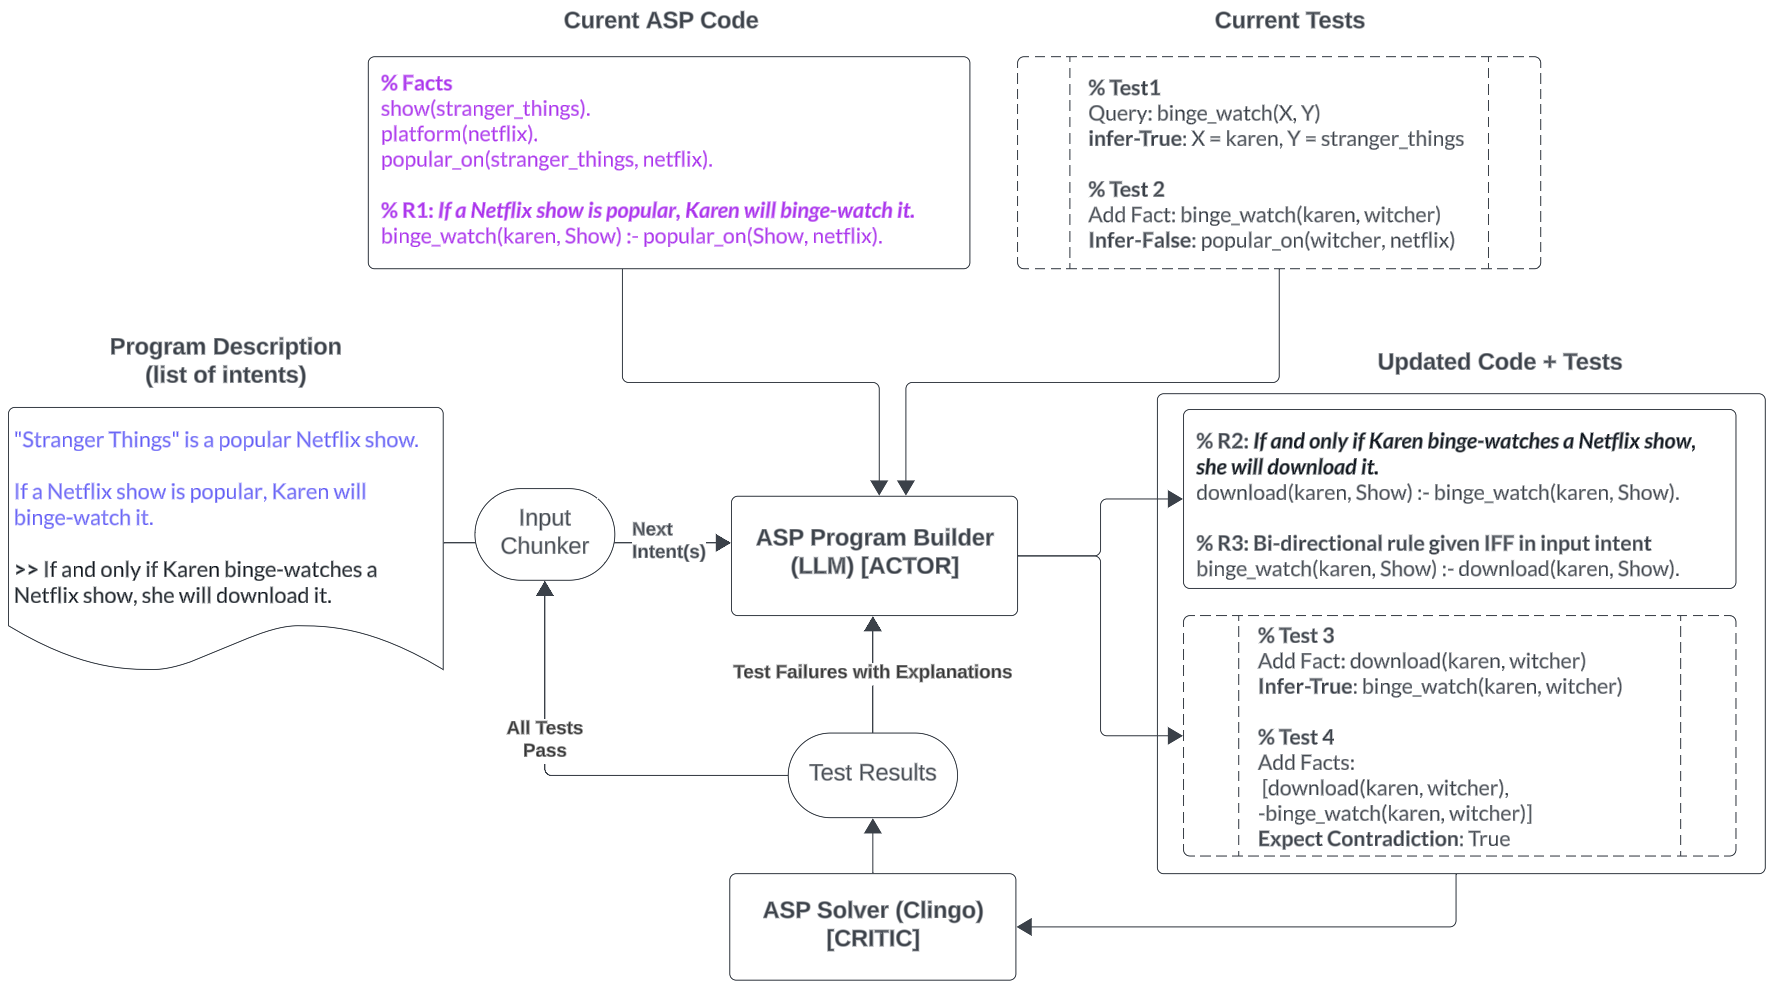 Curent ASP Code
% Facts
show(stranger_things).
platform(netflix).
popular_on(stranger_things, netflix).
% R1: If a Netflix show is popular, Karen will binge-watch it.
binge_watch(karen, Show) :- popular_on(Show, netflix).
Current Tests
% Test1
Query: binge_watch(X, Y)
infer-True: X = karen, Y = stranger_things
% Test 2
Add Fact: binge_watch(karen, witcher)
Infer-False: popular_on(witcher, netflix)
Program Description
(list of intents)
"Stranger Things" is a popular Netflix show.
If a Netflix show is popular, Karen will
binge-watch it.
>> If and only if Karen binge-watches a
Netflix show, she will download it.
Input
Chunker
Next
Intent(s)
ASP Program Builder
(LLM) [ACTOR]
Updated Code + Tests
% R2: If and only if Karen binge-watches a Netflix show,
she will download it.
download(karen, Show) :- binge_watch(karen, Show).
% R3: Bi-directional rule given IFF in input intent
binge_watch(karen, Show) :- download(karen, Show).
% Test 3
Add Fact: download(karen, witcher)
Infer-True: binge_watch(karen, witcher)
% Test 4
Add Facts:
[download(karen, witcher),
-binge_watch(karen, witcher)]
Expect Contradiction: True
Test Failures with Explanations
All Tests
Pass
Test Results
ASP Solver (Clingo)
[CRITIC]